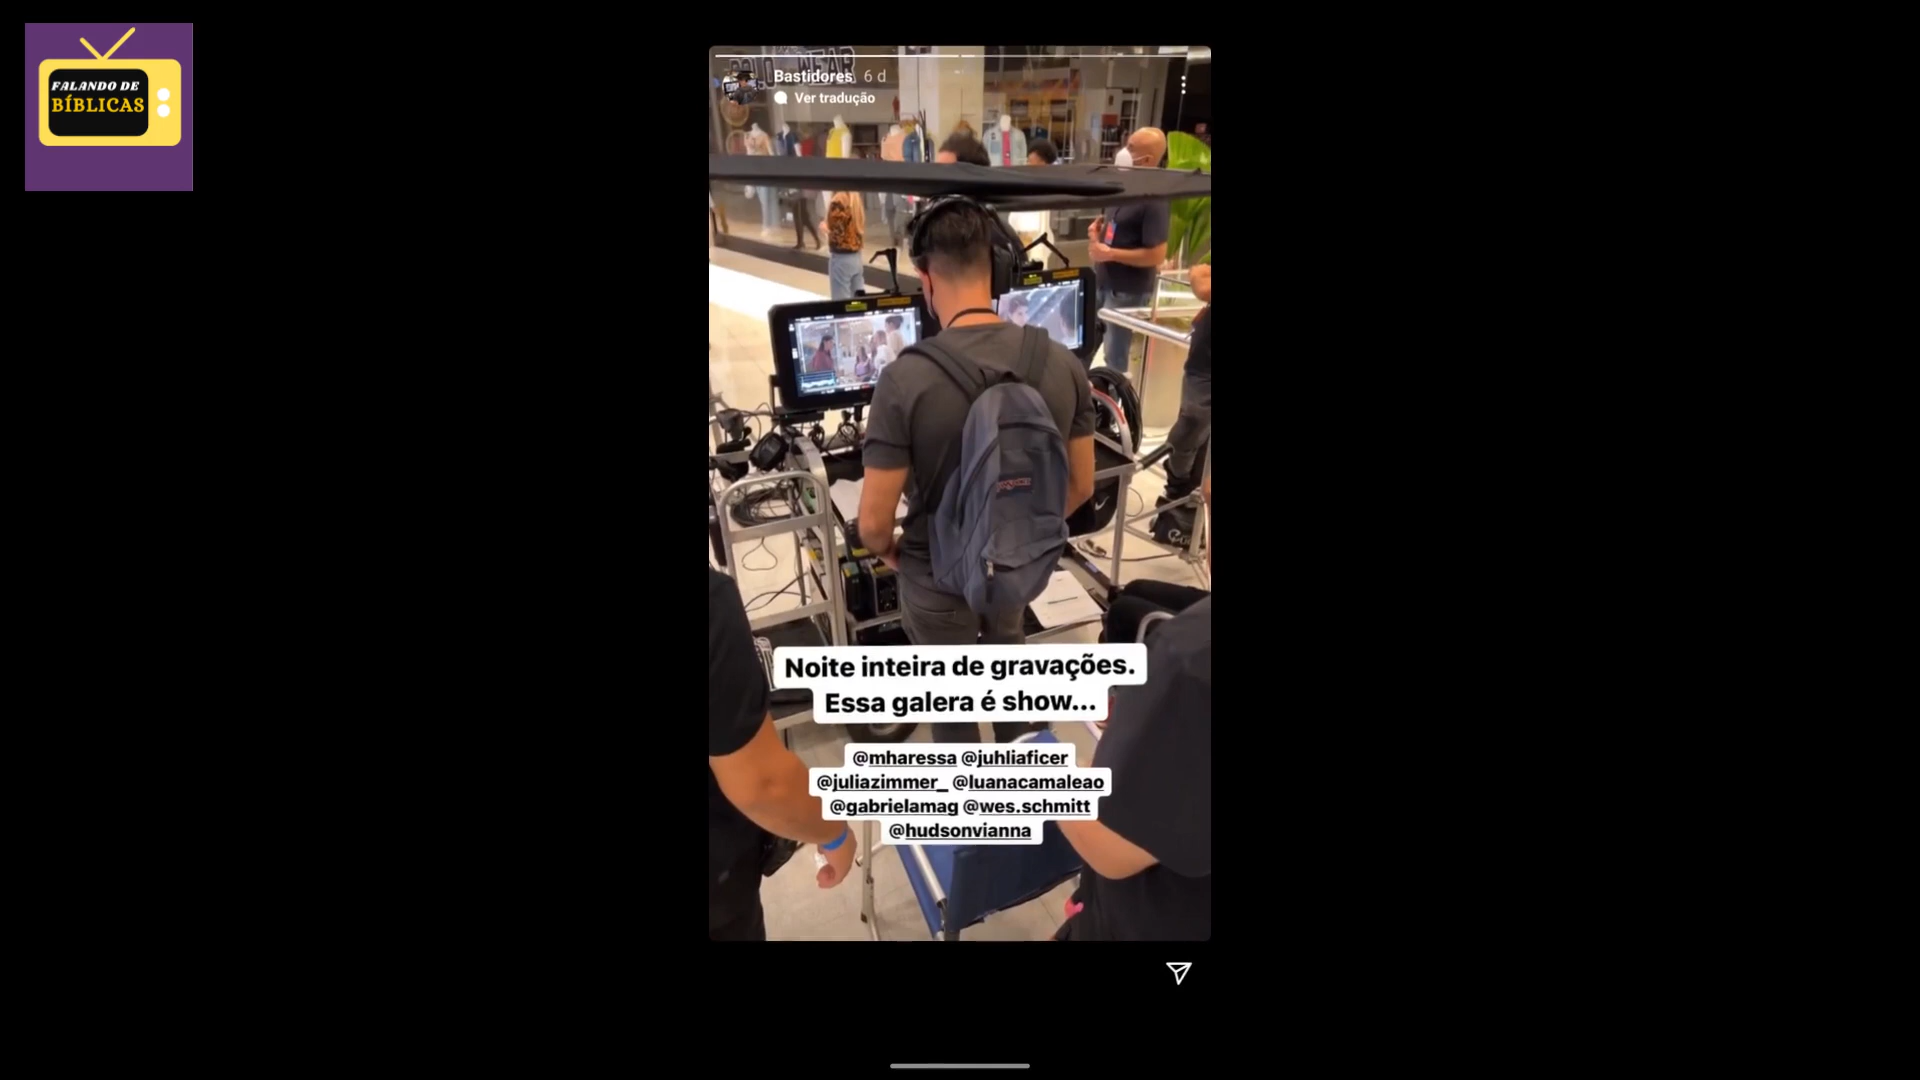 FALANDO DE
BÍBLICAS
Bastidores 6 d
Ver tradução
Noite inteira de gravações.
Essa galera é show...
@mharessa @juhliaficer
@juliazimmer_ @luanacamaleao
@gabrielamag @wes.schmitt
@hudsonvianna